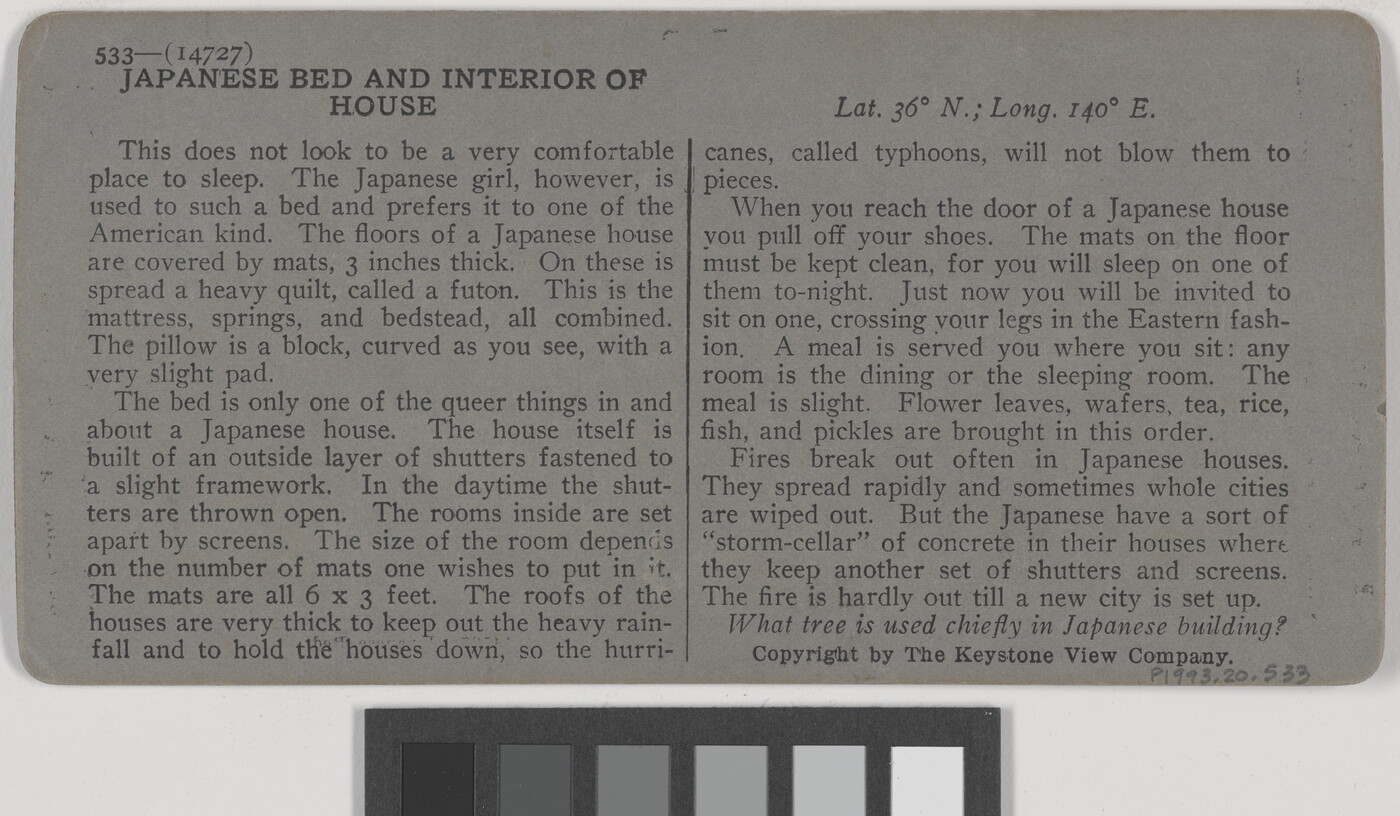 533—(14727)
JAPANESE BED AND INTERIOR OF
HOUSE
This does not look to be a very comfortable
place to sleep. The Japanese girl, however, is
used to such a bed and prefers it to one of the
American kind. The floors of a Japanese house
are covered by mats, 3 inches thick. On these is
spread a heavy quilt, called a futon. This is the
mattress, springs, and bedstead, all combined.
The pillow is a block, curved as you see, with a
very slight pad.
The bed is only one of the queer things in and
about a Japanese house. The house itself is
built of an outside layer of shutters fastened to
a slight framework. In the daytime the shut-
ters are thrown open. The rooms inside are set
apart by screens. The size of the room depends
on the number of mats one wishes to put in it.
The mats are all 6 x 3 feet. The roofs of the
houses are very thick to keep out the heavy rain-
fall and to hold the houses down, so the hurri-
Lat. 36° N.; Long. 140° E.
canes, called typhoons, will not blow them to
pieces.
When you reach the door of a Japanese house
you pull off your shoes. The mats on the floor
must be kept clean, for you will sleep on one of
them to-night. Just now you will be invited to
sit on one, crossing your legs in the Eastern fash-
ion. A meal is served you where you sit: any
room is the dining or the sleeping room. The
meal is slight. Flower leaves, wafers, tea, rice,
fish, and pickles are brought in this order.
Fires break out often in Japanese houses.
They spread rapidly and sometimes whole cities
are wiped out. But the Japanese have a sort of
“storm-cellar” of concrete in their houses where
they keep another set of shutters and screens.
The fire is hardly out till a new city is set up.
What tree is used chiefly in Japanese building?
Copyright by The Keystone View Company.
P1993.20.533